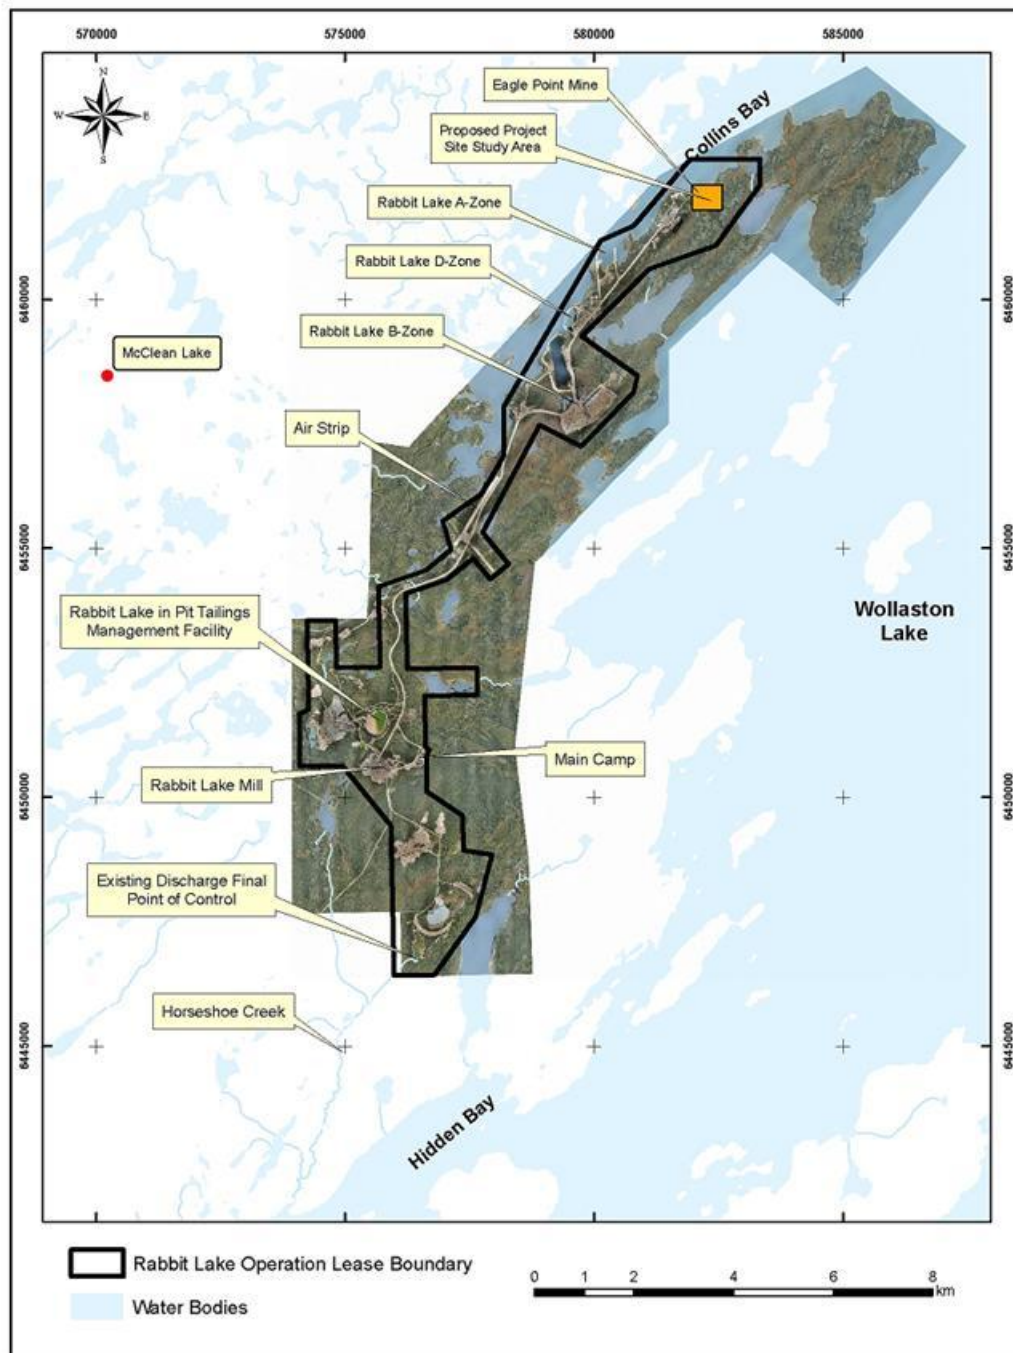 570000
575000
580000
585000
N
W
E
S
Eagle Point Mine
Collins Bay
Proposed Project
Site Study Area
Rabbit Lake A-Zone
Rabbit Lake D-Zone
6460000
6460000
Rabbit Lake B-Zone
McClean Lake
Air Strip
6455000
6455000
Rabbit Lake in Pit Tailings
Management Facility
Wollaston
Lake
Main Camp
Rabbit Lake Mill
6450000
6450000
Existing Discharge Final
Point of Control
Horseshoe Creek
6445000
6445000
Hidden Bay
Rabbit Lake Operation Lease Boundary
Water Bodies
0 1 2 4 6 8
km